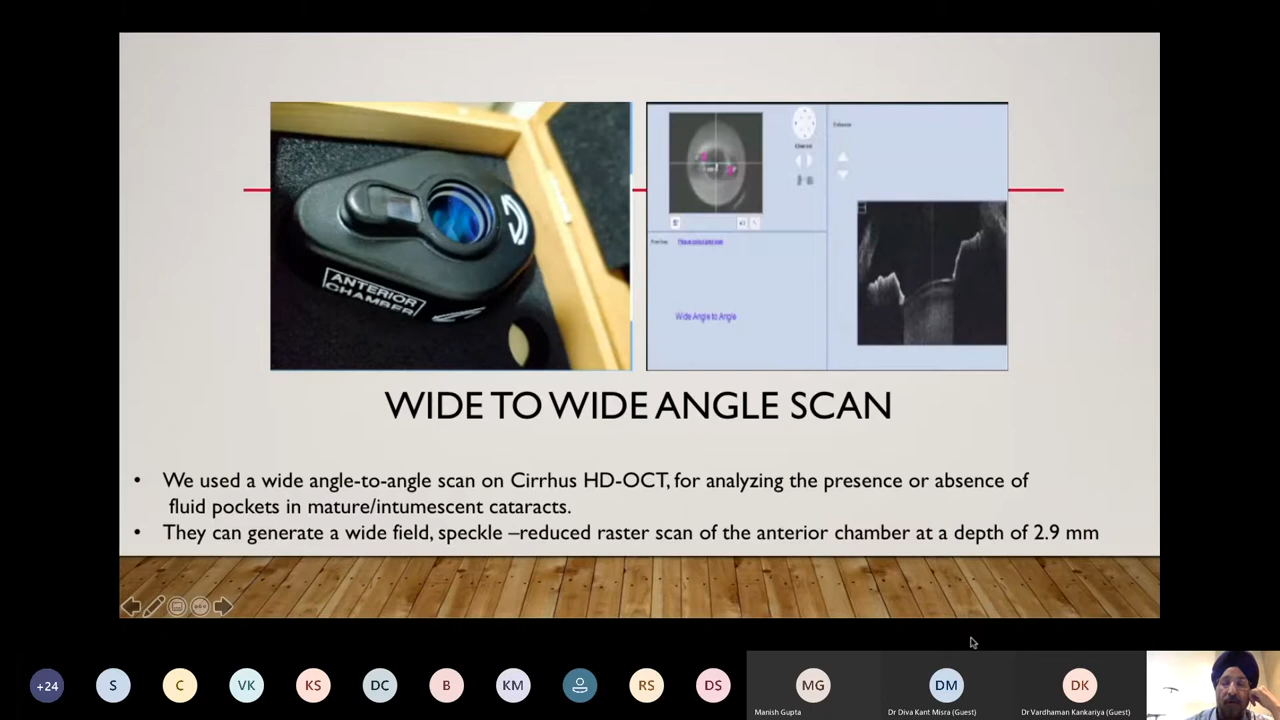 ANTERIOR
CHAMBER
Wide Angle to Angle
WIDE TO WIDE ANGLE SCAN
• We used a wide angle-to-angle scan on Cirrhus HD-OCT, for analyzing the presence or absence of
fluid pockets in mature/intumescent cataracts.
• They can generate a wide field, speckle –reduced raster scan of the anterior chamber at a depth of 2.9 mm
+24
S
C
VK
KS
DC
B
KM
RS
DS
MG
DM
DK
Manish Gupta
Dr Diva Kant Misra (Guest)
Dr Vardhaman Kankariya (Guest)